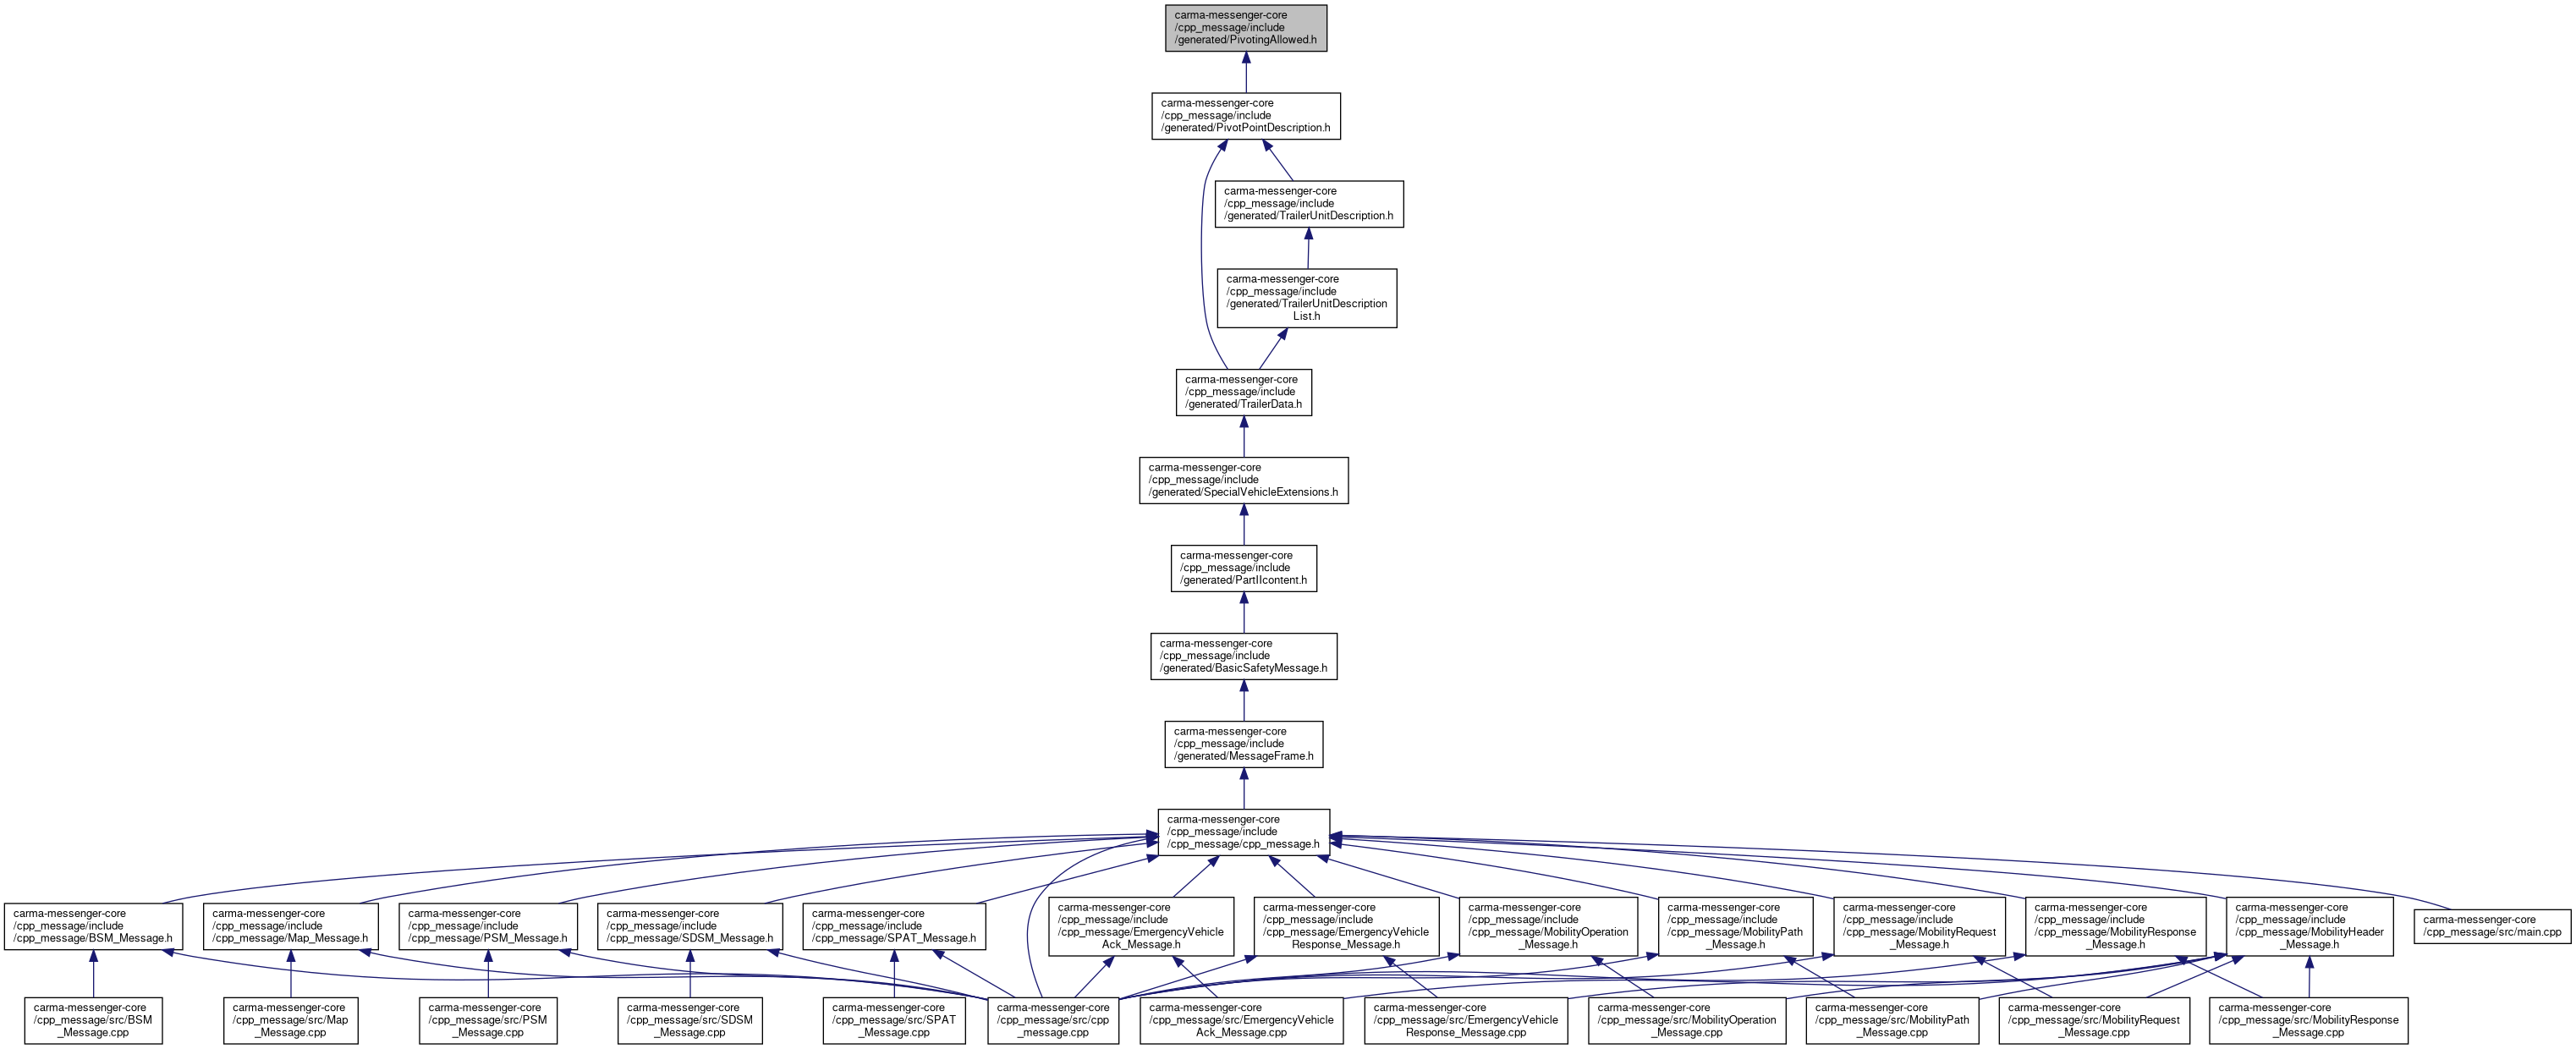 carma-messenger-core
/cpp_message/include
/generated/PivotingAllowed.h
carma-messenger-core
/cpp_message/include
/generated/PivotPointDescription.h
carma-messenger-core
/cpp_message/include
/generated/TrailerUnitDescription.h
carma-messenger-core
/cpp_message/include
/generated/TrailerUnitDescription
List.h
carma-messenger-core
/cpp_message/include
/generated/TrailerData.h
carma-messenger-core
/cpp_message/include
/generated/SpecialVehicleExtensions.h
carma-messenger-core
/cpp_message/include
/generated/PartIIcontent.h
carma-messenger-core
/cpp_message/include
/generated/BasicSafetyMessage.h
carma-messenger-core
/cpp_message/include
/generated/MessageFrame.h
carma-messenger-core
/cpp_message/include
/cpp_message/cpp_message.h
carma-messenger-core
/cpp_message/include
/cpp_message/BSM_Message.h
carma-messenger-core
/cpp_message/include
/cpp_message/Map_Message.h
carma-messenger-core
/cpp_message/include
/cpp_message/PSM_Message.h
carma-messenger-core
/cpp_message/include
/cpp_message/SDSM_Message.h
carma-messenger-core
/cpp_message/include
/cpp_message/SPAT_Message.h
carma-messenger-core
/cpp_message/include
/cpp_message/EmergencyVehicle
Ack_Message.h
carma-messenger-core
/cpp_message/include
/cpp_message/EmergencyVehicle
Response_Message.h
carma-messenger-core
/cpp_message/include
/cpp_message/MobilityOperation
_Message.h
carma-messenger-core
/cpp_message/include
/cpp_message/MobilityPath
_Message.h
carma-messenger-core
/cpp_message/include
/cpp_message/MobilityRequest
_Message.h
carma-messenger-core
/cpp_message/include
/cpp_message/MobilityResponse
_Message.h
carma-messenger-core
/cpp_message/include
/cpp_message/MobilityHeader
_Message.h
carma-messenger-core
/cpp_message/src/main.cpp
carma-messenger-core
/cpp_message/src/BSM
_Message.cpp
carma-messenger-core
/cpp_message/src/Map
_Message.cpp
carma-messenger-core
/cpp_message/src/PSM
_Message.cpp
carma-messenger-core
/cpp_message/src/SDSM
_Message.cpp
carma-messenger-core
/cpp_message/src/SPAT
_Message.cpp
carma-messenger-core
/cpp_message/src/cpp
_message.cpp
carma-messenger-core
/cpp_message/src/EmergencyVehicle
Ack_Message.cpp
carma-messenger-core
/cpp_message/src/EmergencyVehicle
Response_Message.cpp
carma-messenger-core
/cpp_message/src/MobilityOperation
_Message.cpp
carma-messenger-core
/cpp_message/src/MobilityPath
_Message.cpp
carma-messenger-core
/cpp_message/src/MobilityRequest
_Message.cpp
carma-messenger-core
/cpp_message/src/MobilityResponse
_Message.cpp